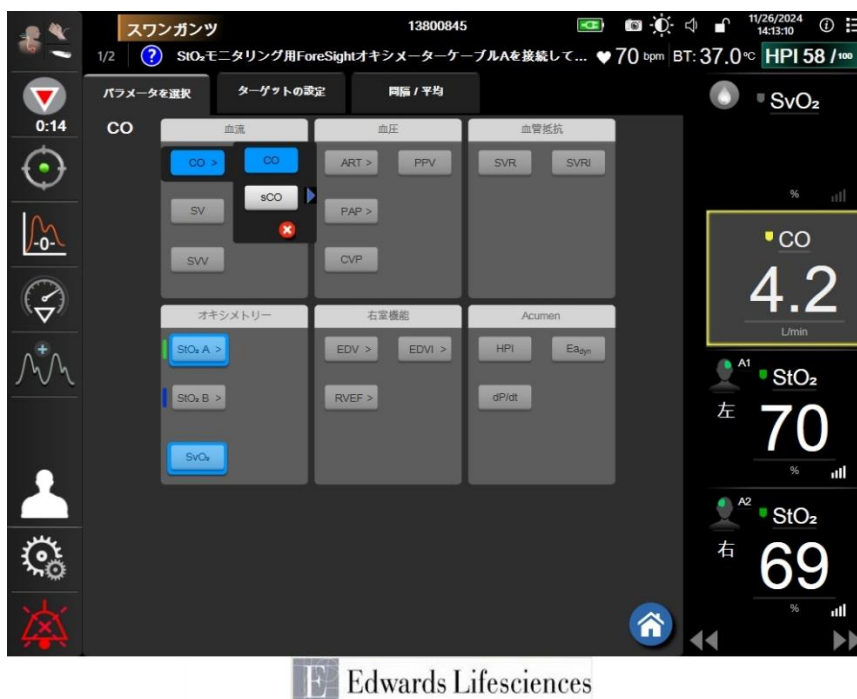 スワンガンツ
13800845
11/26/2024
14:13:10
1/2 ? StO₂モニタリング用ForeSightオキシメーターケーブルAを接続して... 70 bpm BT: 37.0 ºC HPI 58 /100
0:14
パラメータを選択 ターゲットの設定 間隔 / 平均
CO
血流 血圧 血管抵抗
CO > CO ART > PPV SVR SVRI
sCO
SV PAP >
SVV CVP
オキシメトリー 右室機能 Acumen
StO₂ A > EDV > EDVI > HPI Eadyn
StO₂ B > RVEF > dP/dt
SvO₂
-0-
SvO₂
%
CO
4.2
L/min
A1 StO₂
左 70
%
A2 StO₂
右 69
%
E Edwards Lifesciences